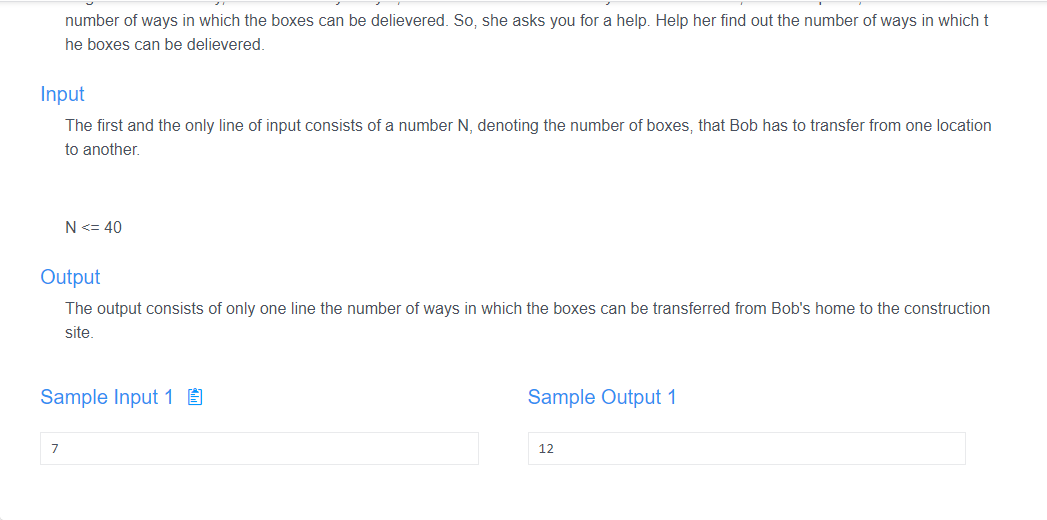 number of ways in which the boxes can be delievered. So, she asks you for a help. Help her find out the number of ways in which t
he boxes can be delievered.
Input
The first and the only line of input consists of a number N, denoting the number of boxes, that Bob has to transfer from one location
to another.
N <= 40
Output
The output consists of only one line the number of ways in which the boxes can be transferred from Bob's home to the construction
site.
Sample Input 1
Sample Output 1
7
12